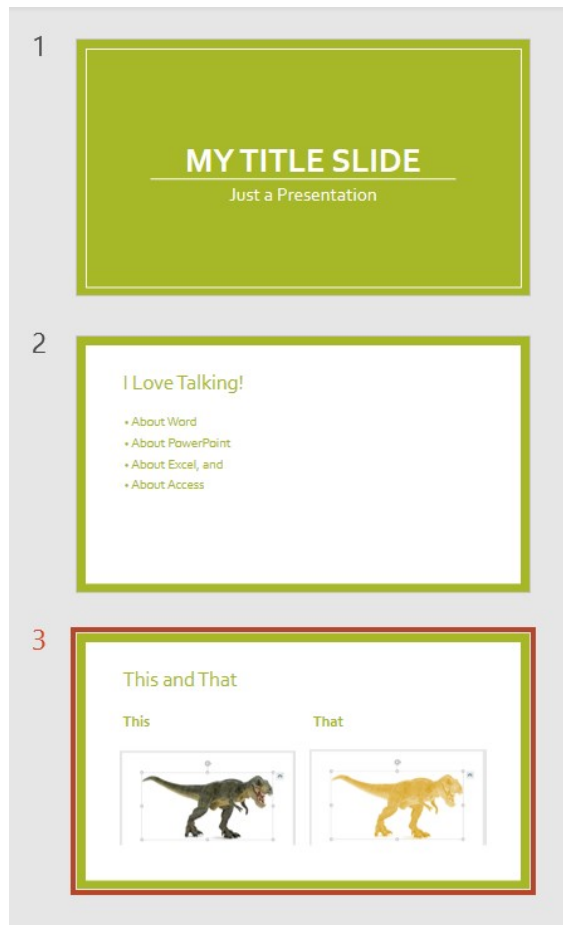 1
MY TITLE SLIDE
Just a Presentation
2
I Love Talking!
• About Word
• About PowerPoint
• About Excel, and
• About Access
3
This and That
This That